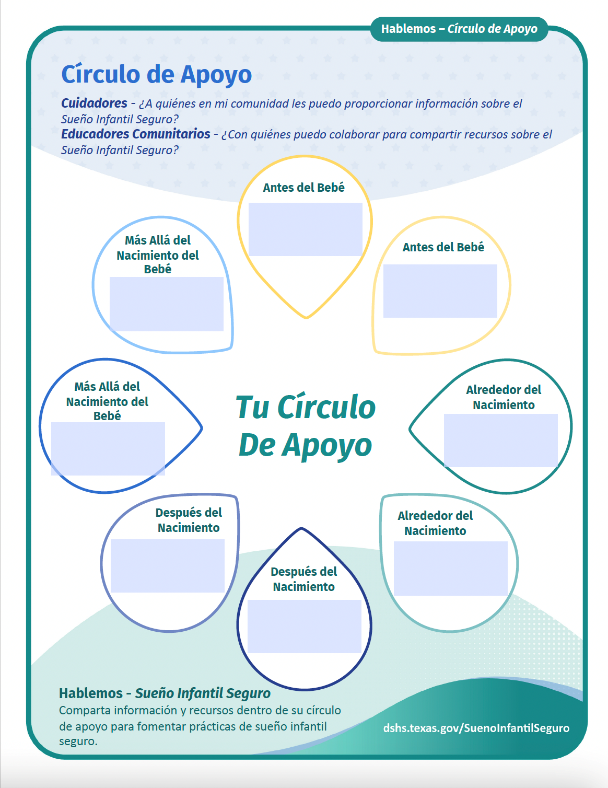 Hablemos – Círculo de Apoyo
Círculo de Apoyo
Cuidadores - ¿A quiénes en mi comunidad les puedo proporcionar información sobre el
Sueño Infantil Seguro?
Educadores Comunitarios - ¿Con quiénes puedo colaborar para compartir recursos sobre el
Sueño Infantil Seguro?
Antes del Bebé
Antes del Bebé
Alrededor del
Nacimiento
Alrededor del
Nacimiento
Después del
Nacimiento
Después del
Nacimiento
Más Allá del
Nacimiento del
Bebé
Más Allá del
Nacimiento del
Bebé
Tu Círculo
De Apoyo
Hablemos - Sueño Infantil Seguro
Comparta información y recursos dentro de su círculo
de apoyo para fomentar prácticas de sueño infantil
seguro.
dshs.texas.gov/SuenoInfantilSeguro